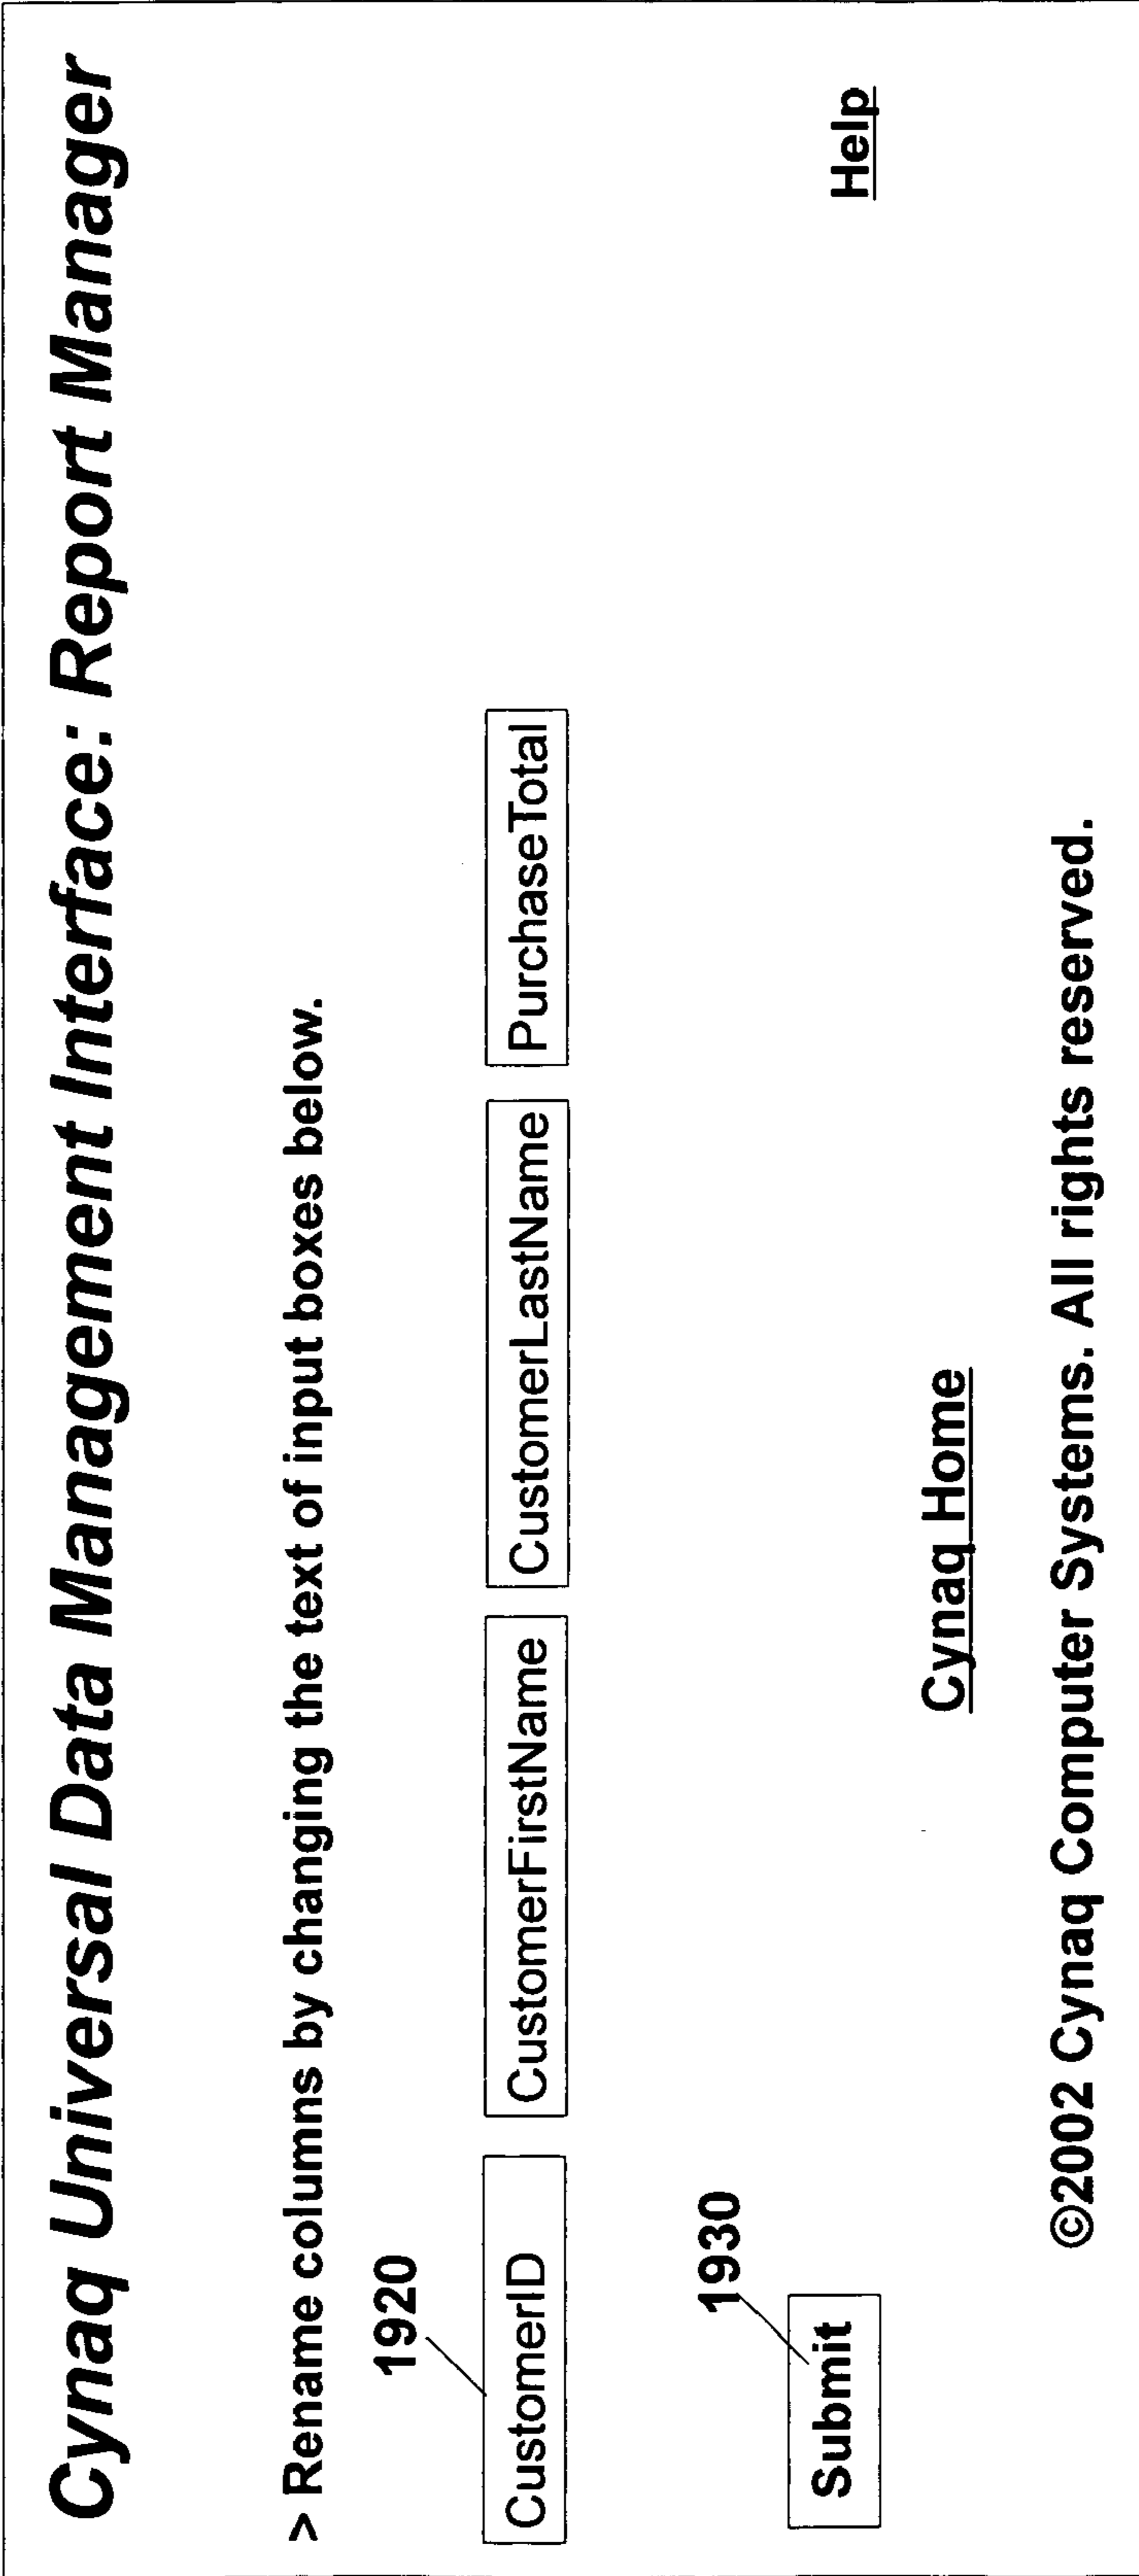 Cynaq Universal Data Management Interface: Report Manager
> Rename columns by changing the text of input boxes below.
1920
CustomerID CustomerFirstName CustomerLastName PurchaseTotal
1930
Submit
Help
Cynaq Home
©2002 Cynaq Computer Systems. All rights reserved.